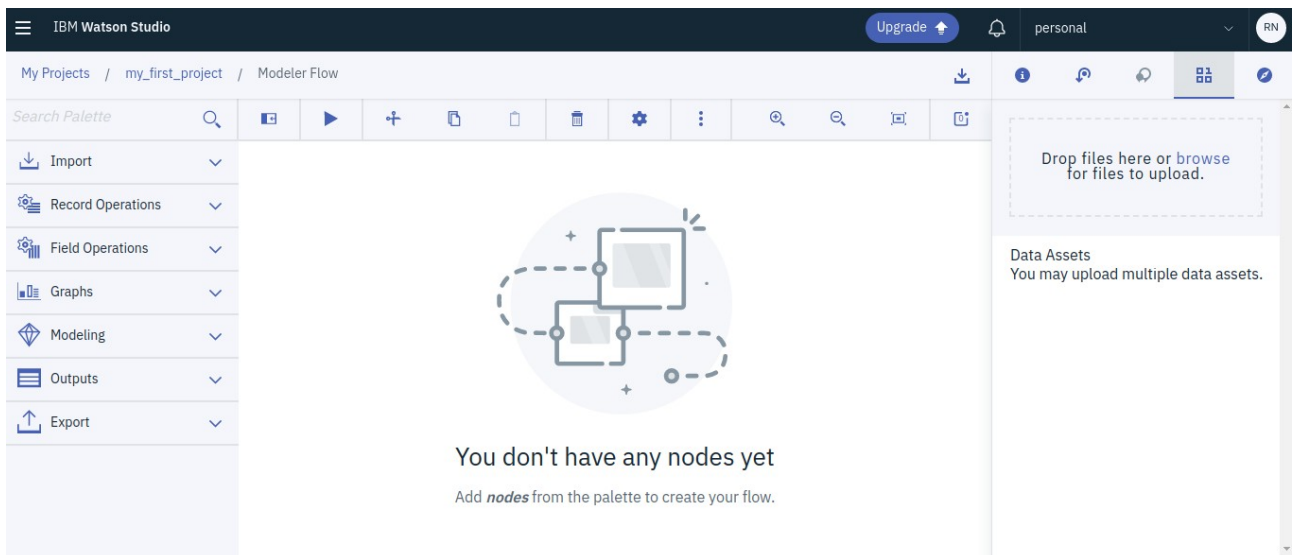 IBM Watson Studio
Upgrade
personal
RN
My Projects / my_first_project / Modeler Flow
Search Palette
Import
Record Operations
Field Operations
Graphs
Modeling
Outputs
Export
You don't have any nodes yet
Add nodes from the palette to create your flow.
Drop files here or browse
for files to upload.
Data Assets
You may upload multiple data assets.